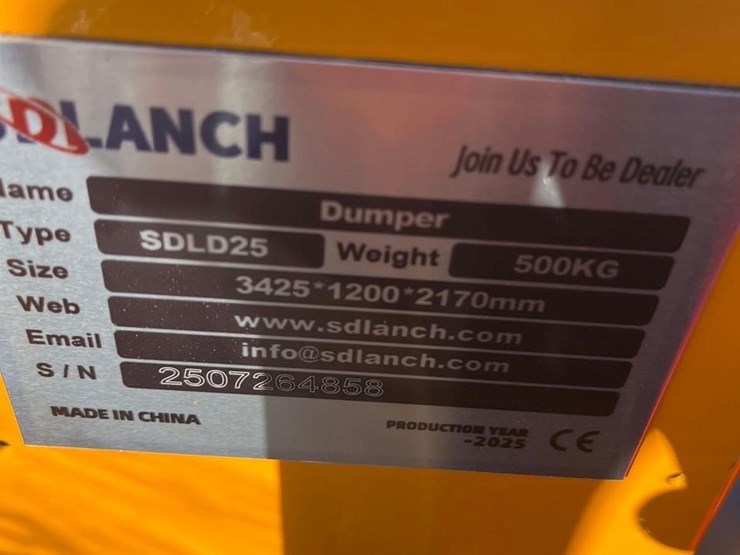 SDLANCH
Join Us To Be Dealer
Name Dumper
Type SDLD25 Weight 500KG
Size 3425*1200*2170mm
Web www.sdlanch.com
Email info@sdlanch.com
S/N 2507264858
MADE IN CHINA
PRODUCTION YEAR
-2025 CE